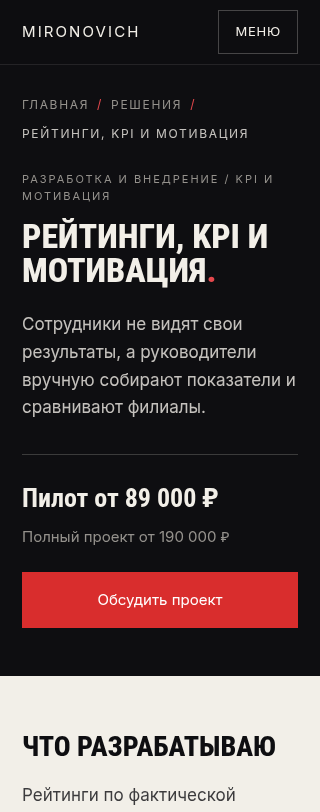 MIRONOVICH
МЕНЮ
ГЛАВНАЯ / РЕШЕНИЯ /
РЕЙТИНГИ, KPI И МОТИВАЦИЯ
РАЗРАБОТКА И ВНЕДРЕНИЕ / KPI И
МОТИВАЦИЯ
РЕЙТИНГИ, KPI И
МОТИВАЦИЯ.
Сотрудники не видят свои
результаты, а руководители
вручную собирают показатели и
сравнивают филиалы.
Пилот от 89 000 ₽
Полный проект от 190 000 ₽
Обсудить проект
ЧТО РАЗРАБАТЫВАЮ
Рейтинги по фактической